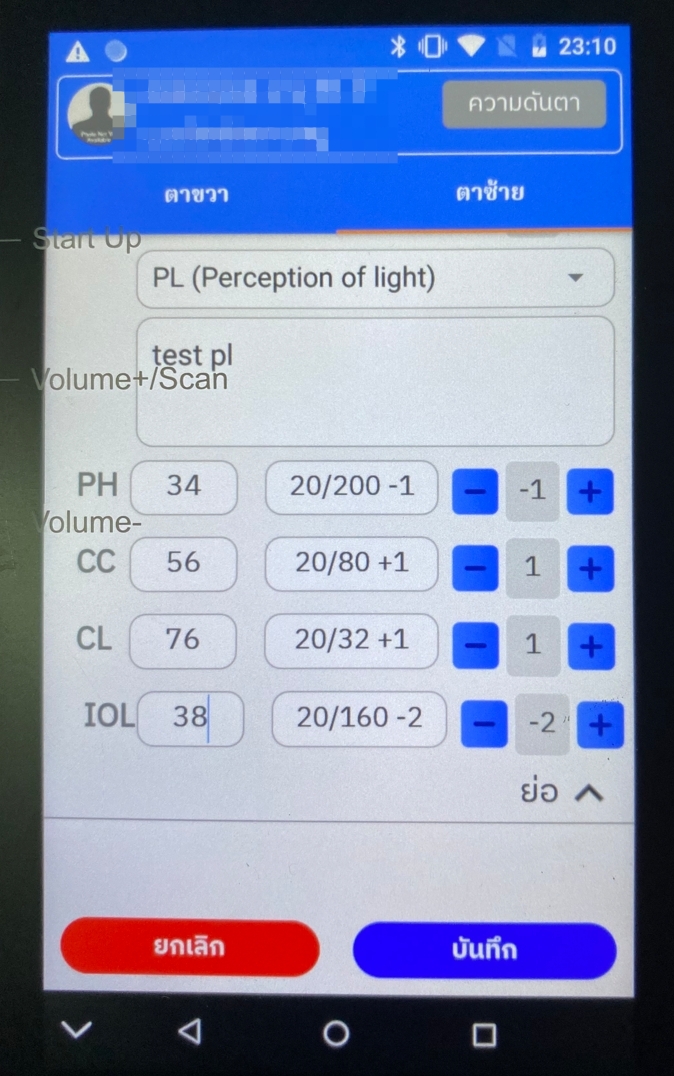 23:10
ความดันตา
ตาขวา ตาซ้าย
Start Up
PL (Perception of light)
test pl
Volume+/Scan
PH 34 20/200 -1 − -1 +
Volume-
CC 56 20/80 +1 − 1 +
CL 76 20/32 +1 − 1 +
IOL 38 20/160 -2 − -2 +
ย่อ
ยกเลิก บันทึก